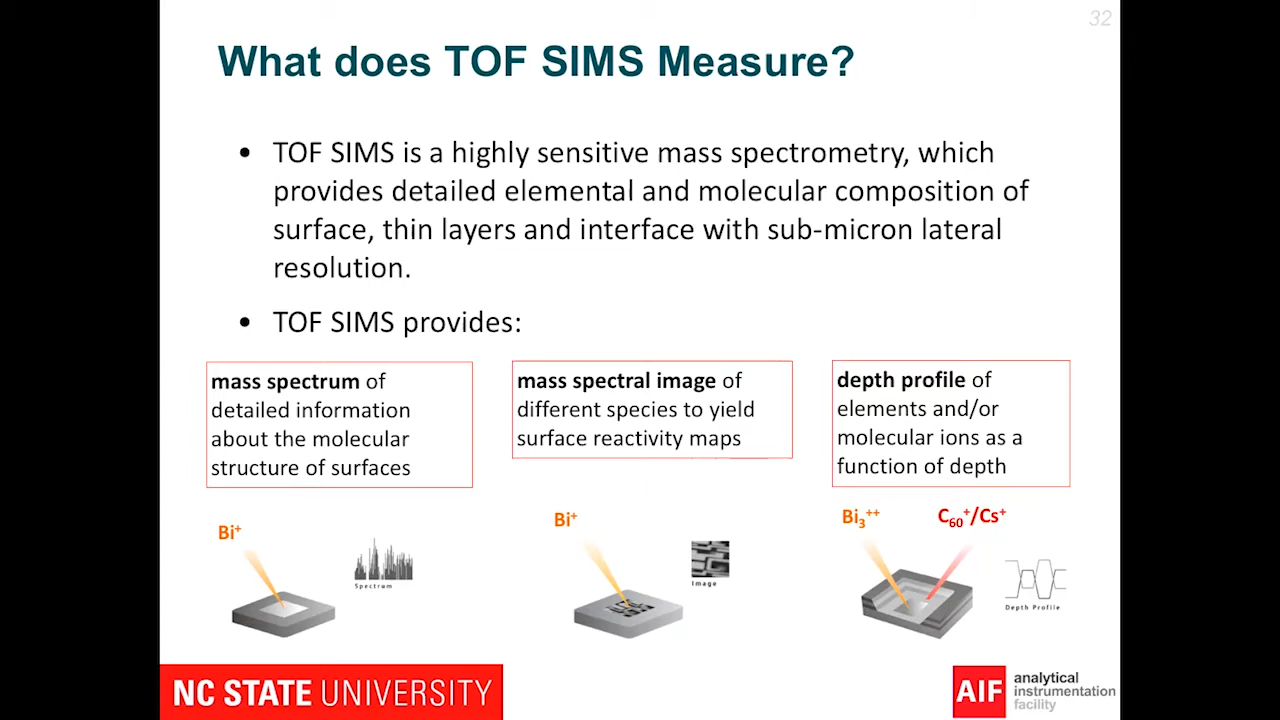 32
What does TOF SIMS Measure?
• TOF SIMS is a highly sensitive mass spectrometry, which
provides detailed elemental and molecular composition of
surface, thin layers and interface with sub-micron lateral
resolution.
• TOF SIMS provides:
mass spectrum of
detailed information
about the molecular
structure of surfaces
mass spectral image of
different species to yield
surface reactivity maps
depth profile of
elements and/or
molecular ions as a
function of depth
Bi⁺
Spectrum
Bi⁺
Image
Bi₃⁺⁺
C₆₀⁺/Cs⁺
Depth Profile
NC STATE UNIVERSITY
AIF
analytical
instrumentation
facility